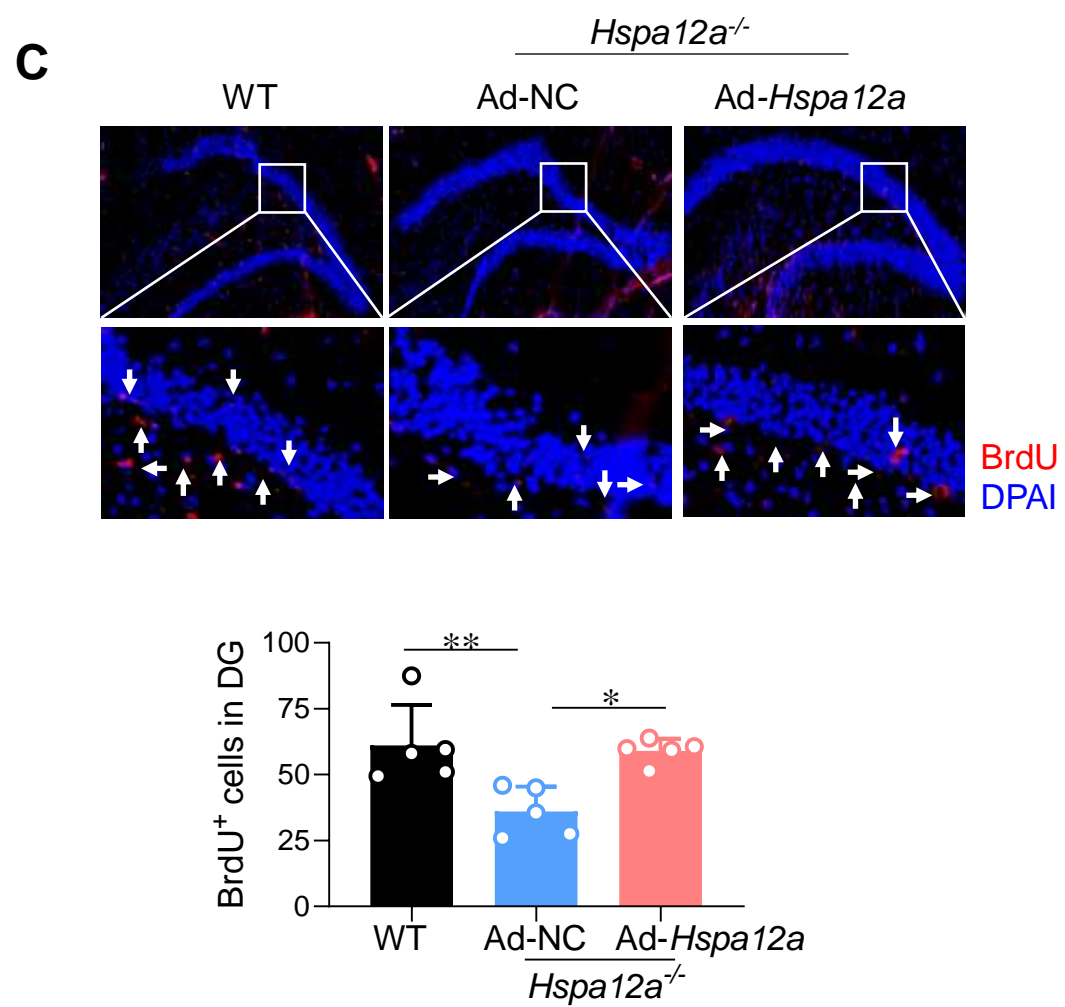 C
Hspa12a-/-
WT Ad-NC Ad-Hspa12a
BrdU
DPAI
BrdU+ cells in DG
100
75
50
25
0
**
*
WT Ad-NC Ad-Hspa12a
Hspa12a-/-